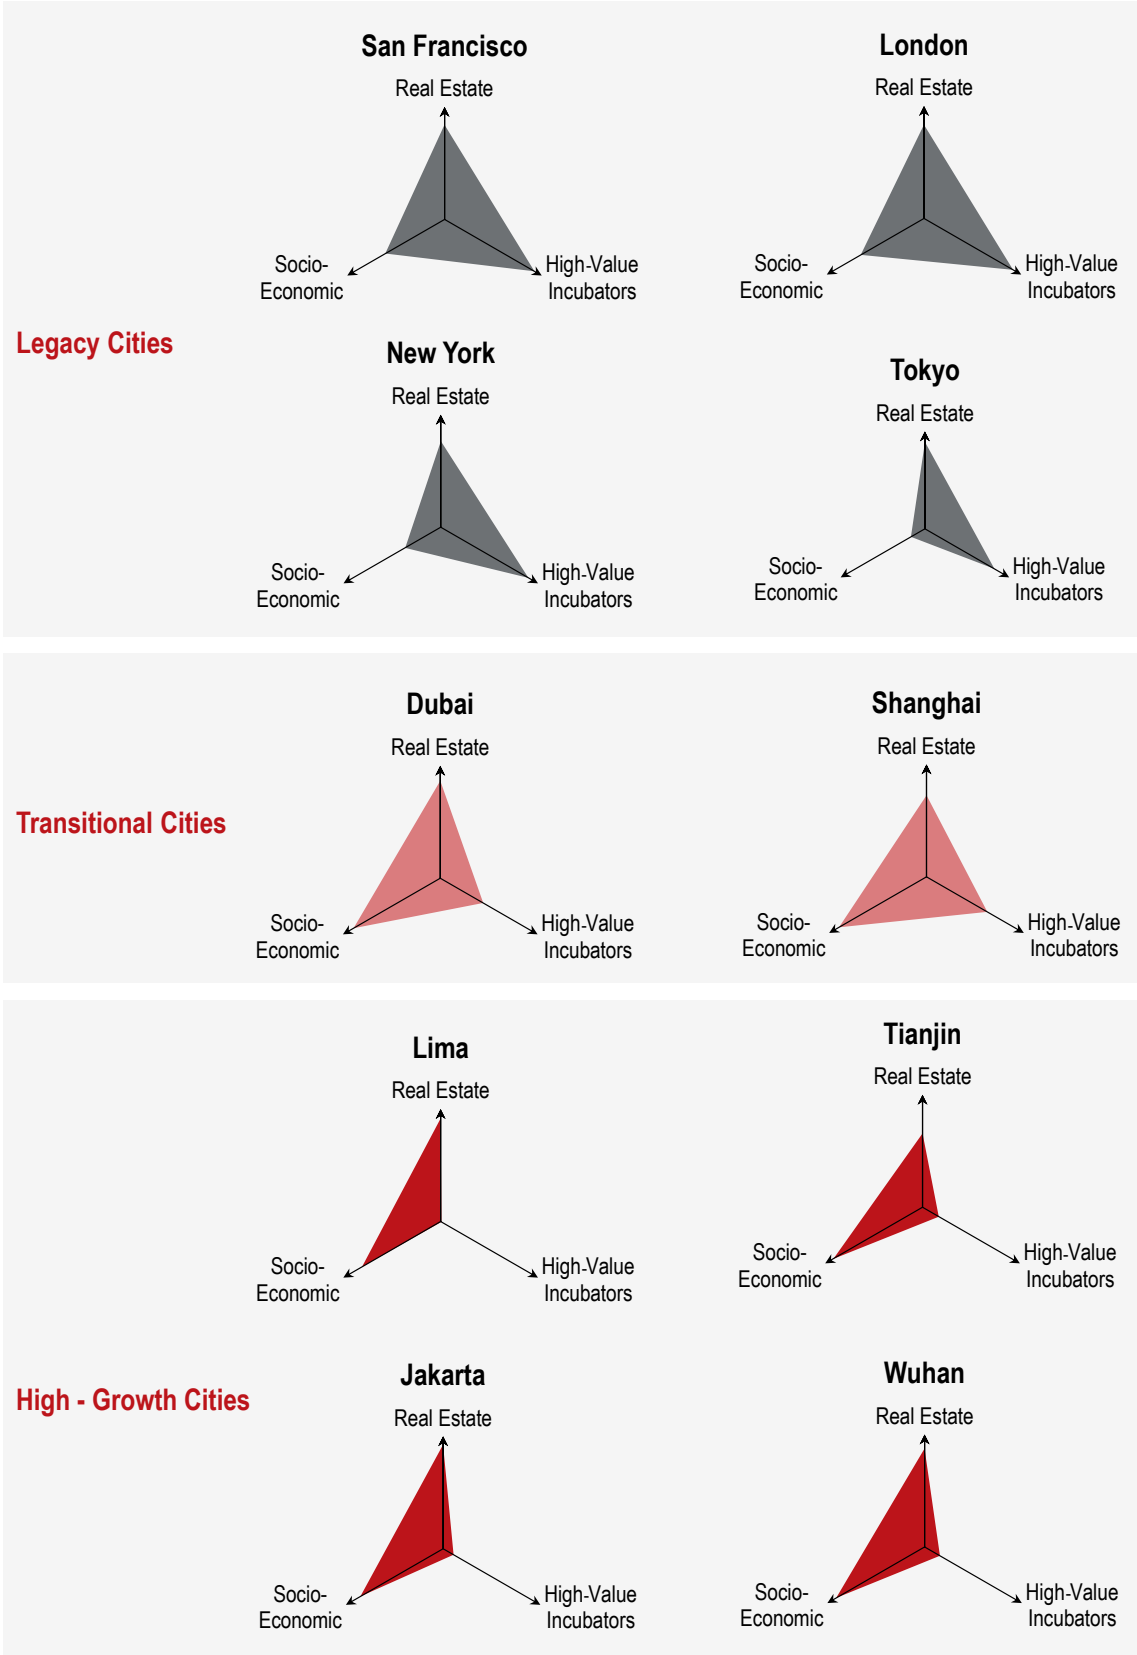 San Francisco
Real Estate
Socio-
Economic
High-Value
Incubators
London
Real Estate
Socio-
Economic
High-Value
Incubators
Legacy Cities
New York
Real Estate
Socio-
Economic
High-Value
Incubators
Tokyo
Real Estate
Socio-
Economic
High-Value
Incubators
Transitional Cities
Dubai
Real Estate
Socio-
Economic
High-Value
Incubators
Shanghai
Real Estate
Socio-
Economic
High-Value
Incubators
Lima
Real Estate
Socio-
Economic
High-Value
Incubators
Tianjin
Real Estate
Socio-
Economic
High-Value
Incubators
High - Growth Cities
Jakarta
Real Estate
Socio-
Economic
High-Value
Incubators
Wuhan
Real Estate
Socio-
Economic
High-Value
Incubators